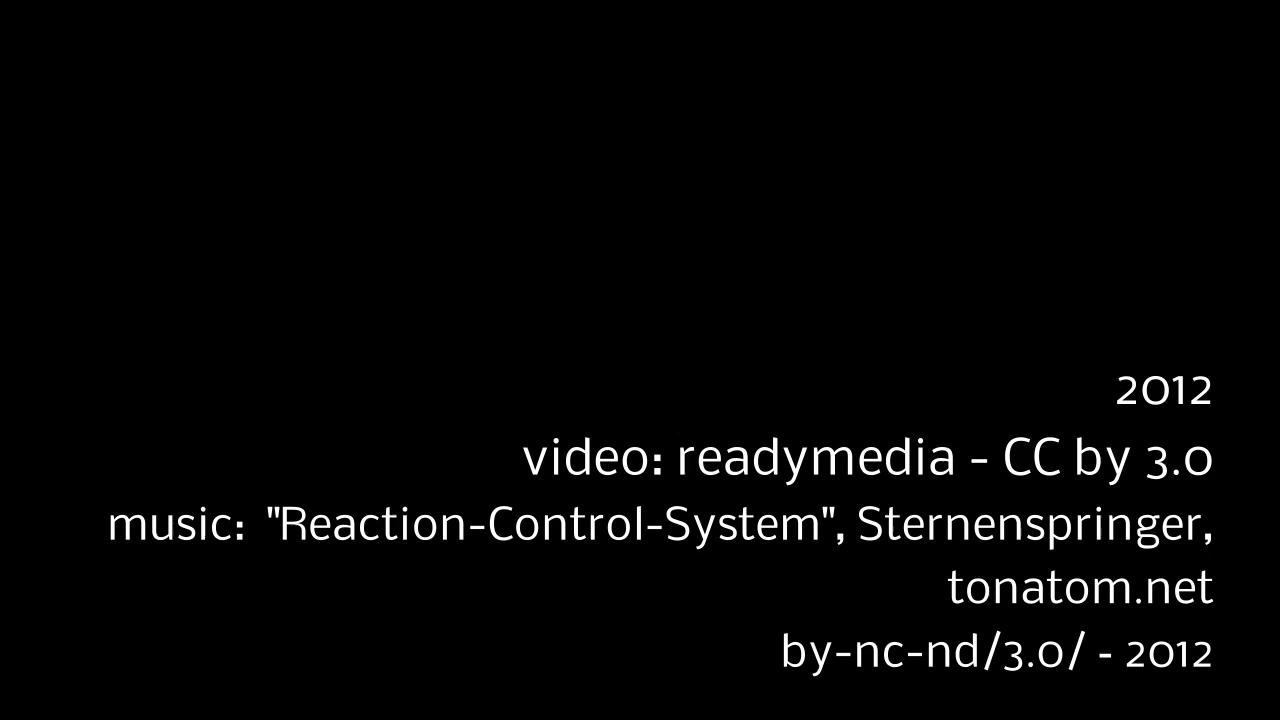 2012
video: readymedia - CC by 3.0
music:  "Reaction-Control-System", Sternenspringer,
tonatom.net
by-nc-nd/3.0/ - 2012